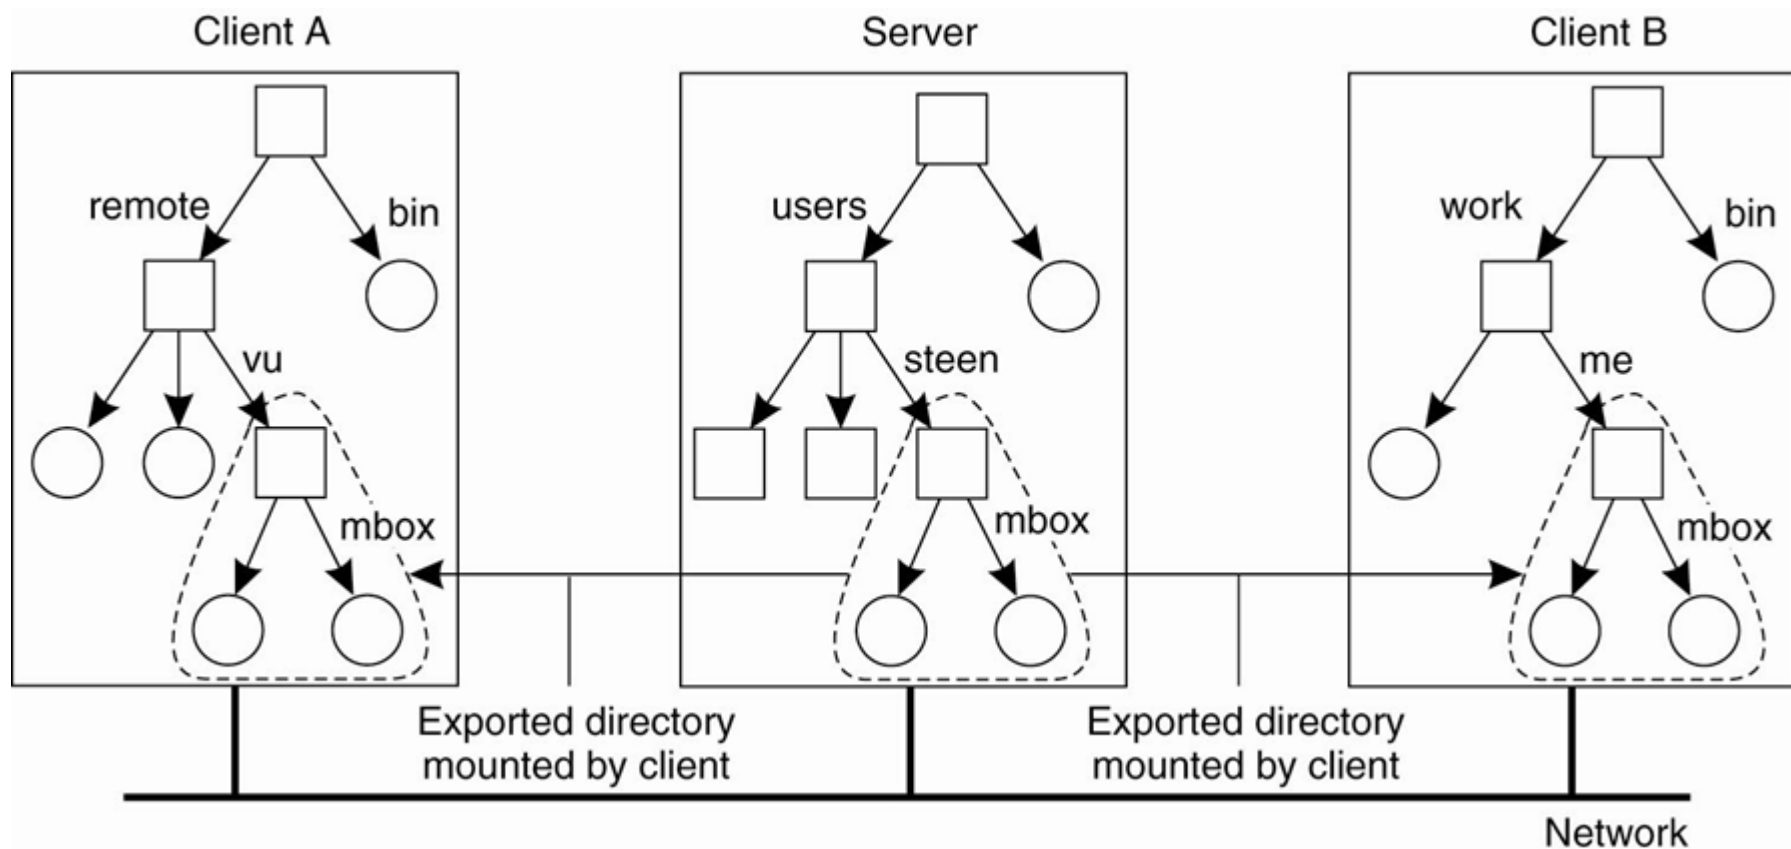 Client A
Server
Client B
remote
bin
users
work
bin
vu
steen
me
mbox
mbox
mbox
Exported directory
mounted by client
Exported directory
mounted by client
Network